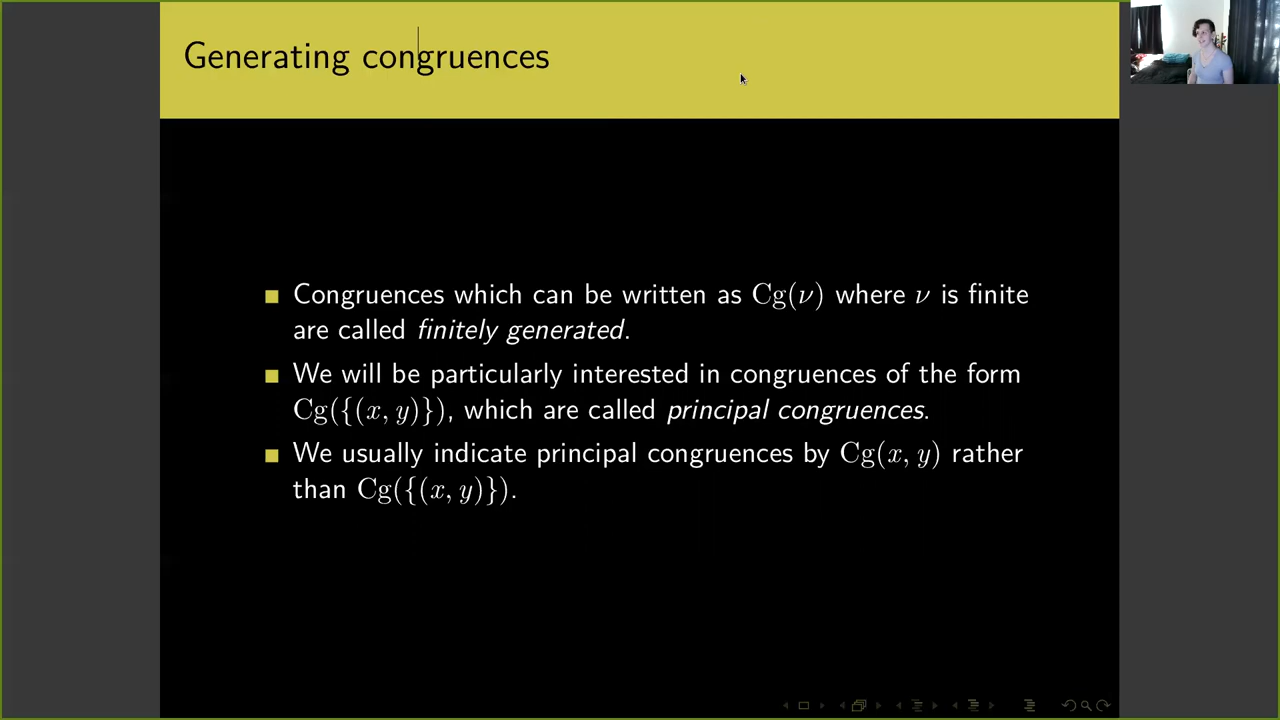 Generating congruences
Congruences which can be written as Cg(ν) where ν is finite
are called finitely generated.
We will be particularly interested in congruences of the form
Cg({(x, y)}), which are called principal congruences.
We usually indicate principal congruences by Cg(x, y) rather
than Cg({(x, y)}).